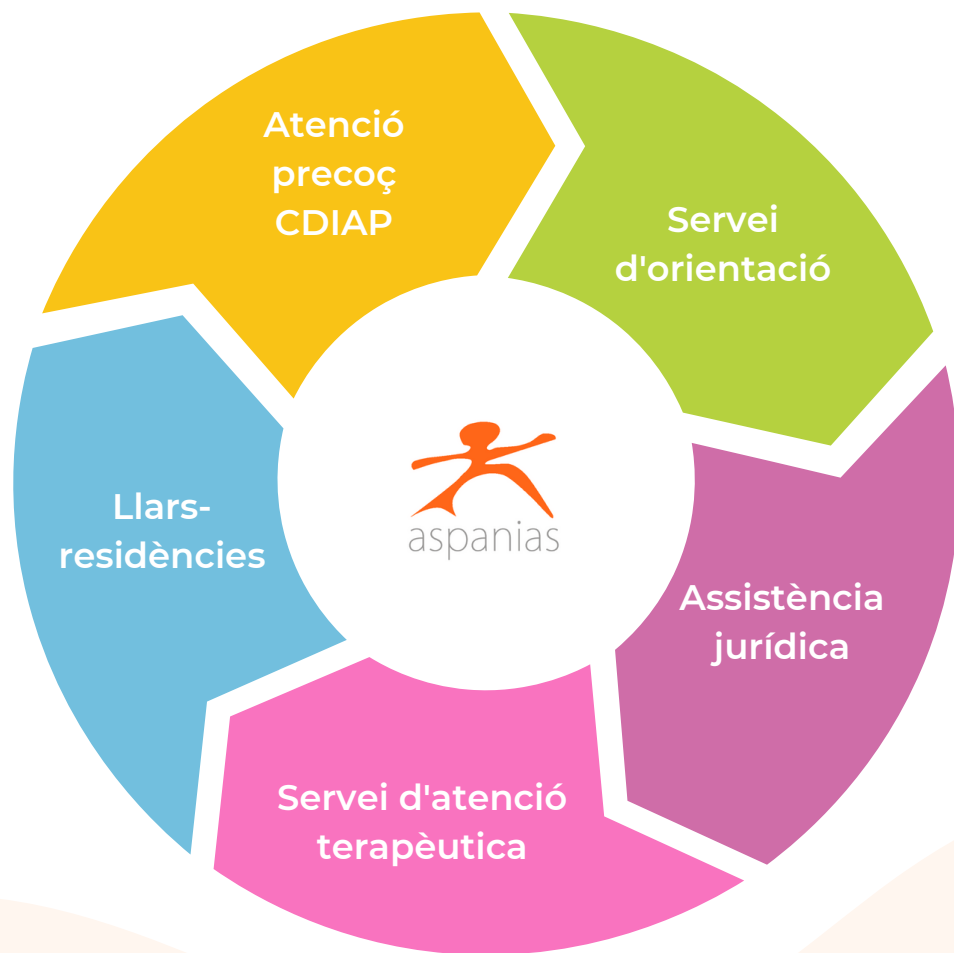 Atenció
precoç
CDIAP
Servei
d'orientació
Assistència
jurídica
Servei d'atenció
terapèutica
Llars-
residències
aspanias